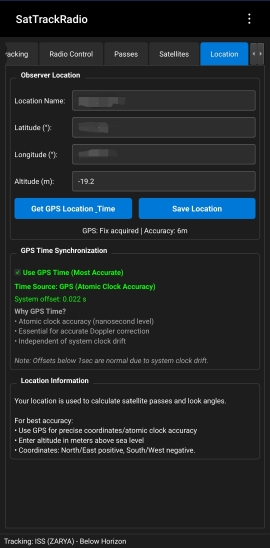 SatTrackRadio
racking Radio Control Passes Satellites Location
Observer Location
Location Name:
Latitude (°):
Longitude (°):
Altitude (m): -19.2
Get GPS Location_Time Save Location
GPS: Fix acquired | Accuracy: 6m
GPS Time Synchronization
Use GPS Time (Most Accurate)
Time Source: GPS (Atomic Clock Accuracy)
System offset: 0.022 s
Why GPS Time?
• Atomic clock accuracy (nanosecond level)
• Essential for accurate Doppler correction
• Independent of system clock drift
Note: Offsets below 1sec are normal due to system clock drift.
Location Information
Your location is used to calculate satellite passes and look angles.
For best accuracy:
• Use GPS for precise coordinates/atomic clock accuracy
• Enter altitude in meters above sea level
• Coordinates: North/East positive, South/West negative.
Tracking: ISS (ZARYA) - Below Horizon